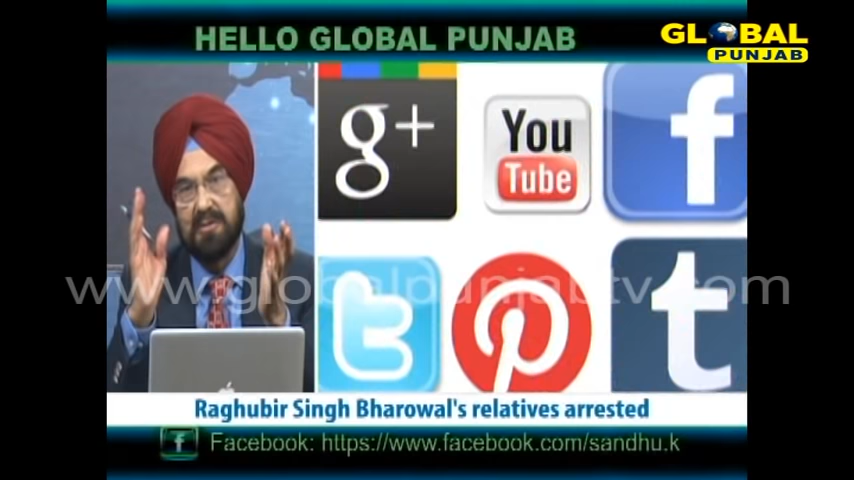 HELLO GLOBAL PUNJAB
GLOBAL
PUNJAB
g+
You
Tube
f
t
www.globalpunjabtv.com
Raghubir Singh Bharowal's relatives arrested
f Facebook: https://www.facebook.com/sandhu.k